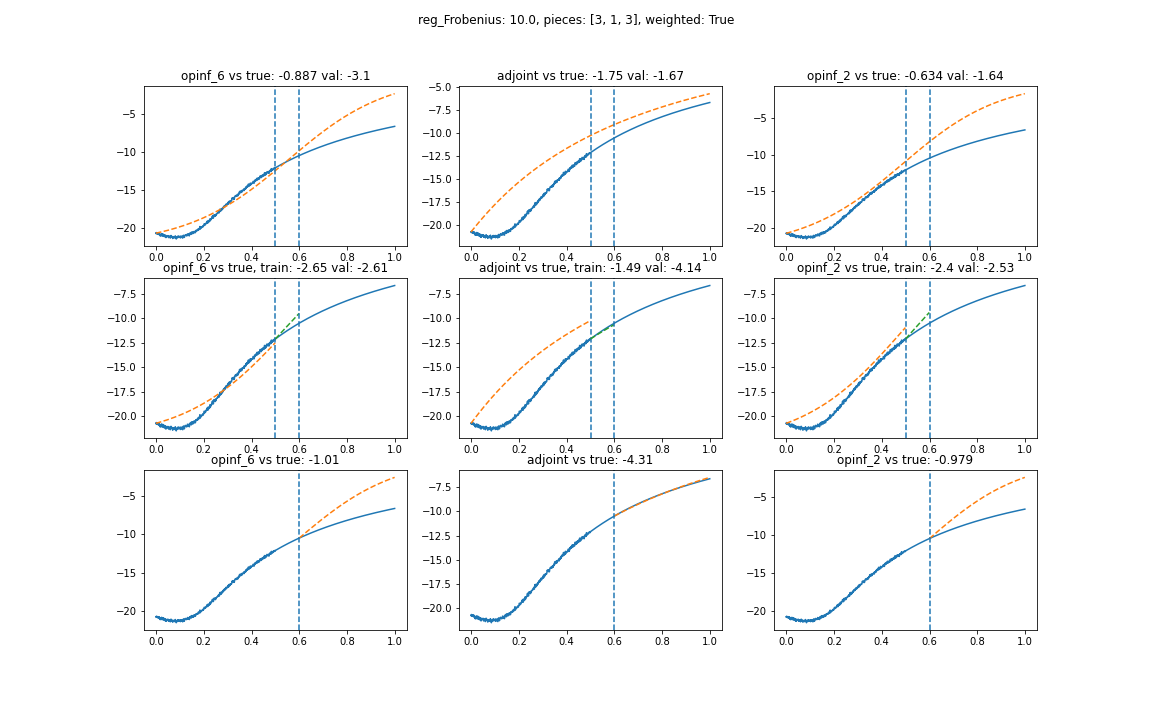 reg_Frobenius: 10.0, pieces: [3, 1, 3], weighted: True
opinf_6 vs true: -0.887 val: -3.1
adjoint vs true: -1.75 val: -1.67
opinf_2 vs true: -0.634 val: -1.64
−5
−10
−15
−20
0.0 0.2 0.4 0.6 0.8 1.0
−5.0
−7.5
−10.0
−12.5
−15.0
−17.5
−20.0
0.0 0.2 0.4 0.6 0.8 1.0
−5
−10
−15
−20
0.0 0.2 0.4 0.6 0.8 1.0
opinf_6 vs true, train: -2.65 val: -2.61
adjoint vs true, train: -1.49 val: -4.14
opinf_2 vs true, train: -2.4 val: -2.53
−7.5
−10.0
−12.5
−15.0
−17.5
−20.0
0.0 0.2 0.4 0.6 0.8 1.0
−7.5
−10.0
−12.5
−15.0
−17.5
−20.0
0.0 0.2 0.4 0.6 0.8 1.0
−7.5
−10.0
−12.5
−15.0
−17.5
−20.0
0.0 0.2 0.4 0.6 0.8 1.0
opinf_6 vs true: -1.01
adjoint vs true: -4.31
opinf_2 vs true: -0.979
−5
−10
−15
−20
0.0 0.2 0.4 0.6 0.8 1.0
−7.5
−10.0
−12.5
−15.0
−17.5
−20.0
0.0 0.2 0.4 0.6 0.8 1.0
−5
−10
−15
−20
0.0 0.2 0.4 0.6 0.8 1.0